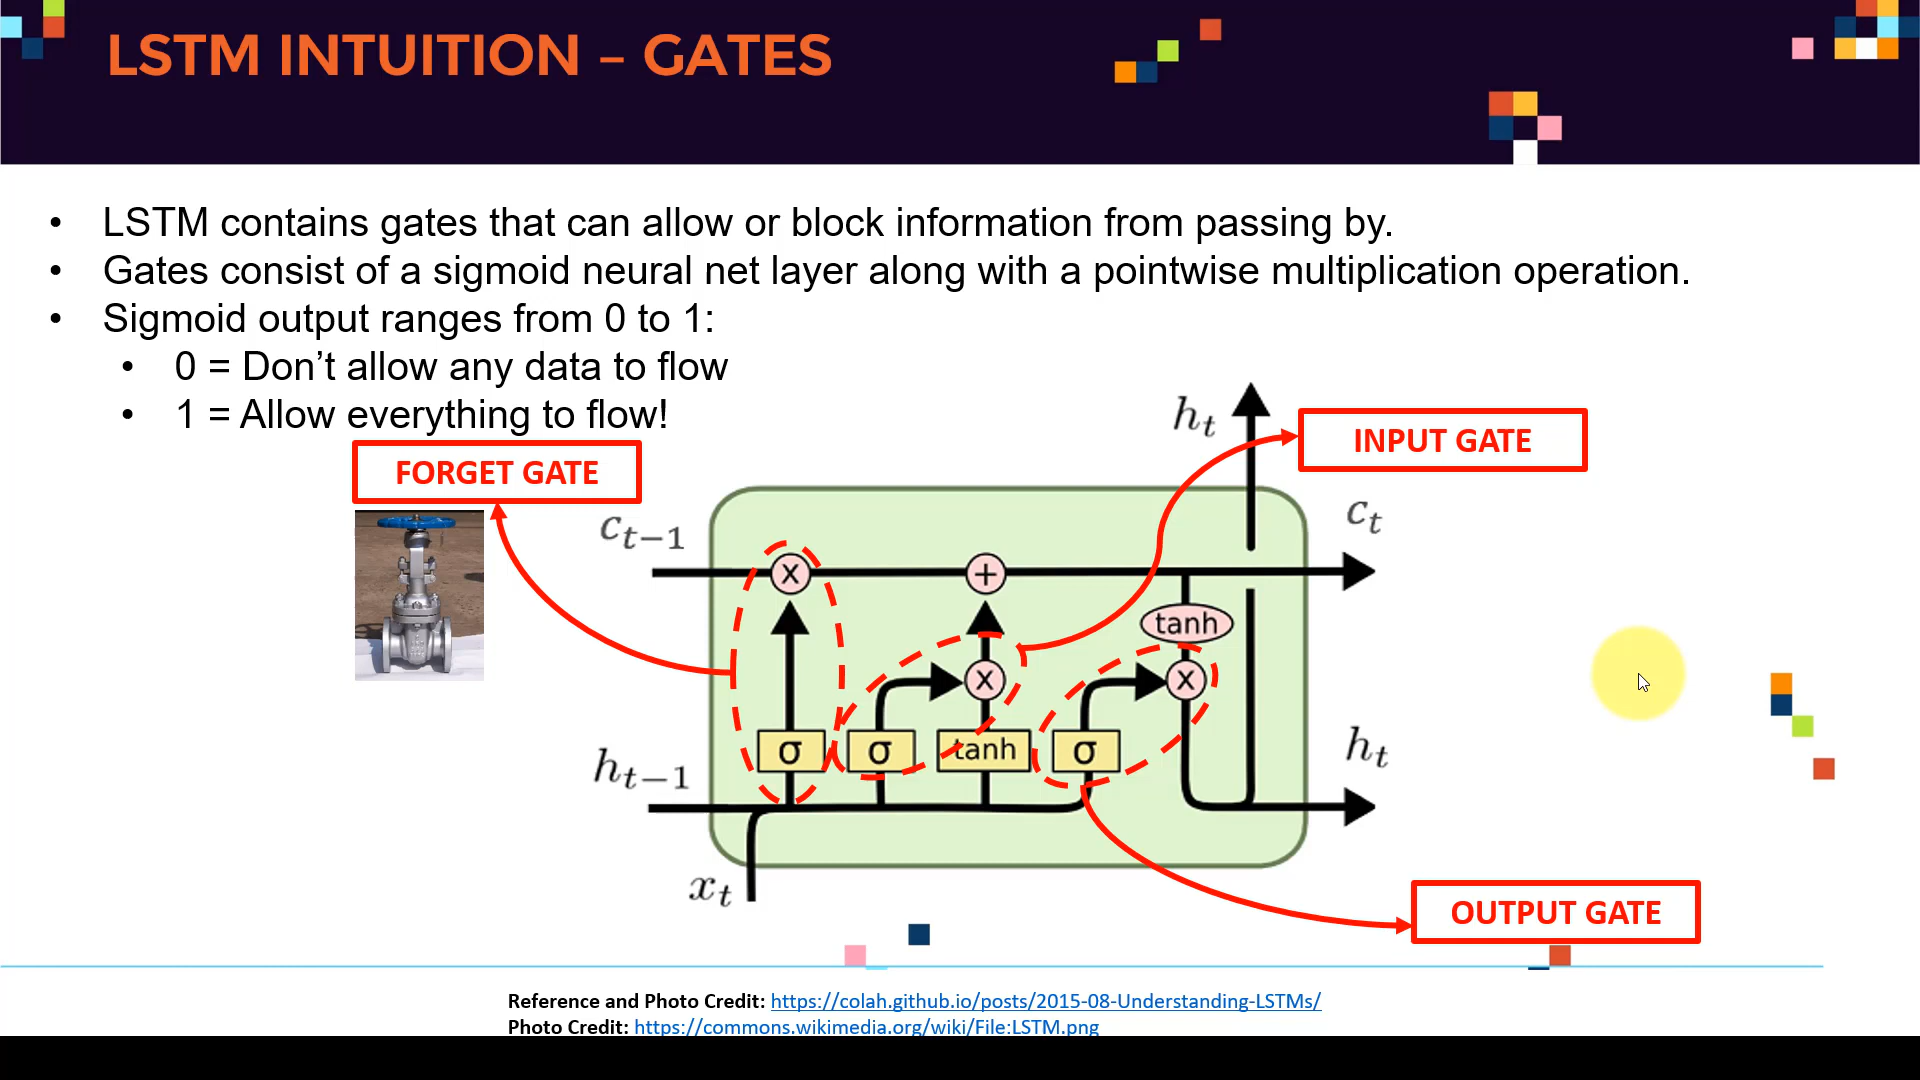 LSTM INTUITION – GATES
• LSTM contains gates that can allow or block information from passing by.
• Gates consist of a sigmoid neural net layer along with a pointwise multiplication operation.
• Sigmoid output ranges from 0 to 1:
• 0 = Don’t allow any data to flow
• 1 = Allow everything to flow!
h_t
INPUT GATE
FORGET GATE
c_{t−1}
c_t
x
+
tanh
x
x
σ
σ
tanh
σ
h_{t−1}
h_t
x_t
OUTPUT GATE
Reference and Photo Credit: https://colah.github.io/posts/2015-08-Understanding-LSTMs/
Photo Credit: https://commons.wikimedia.org/wiki/File:LSTM.png